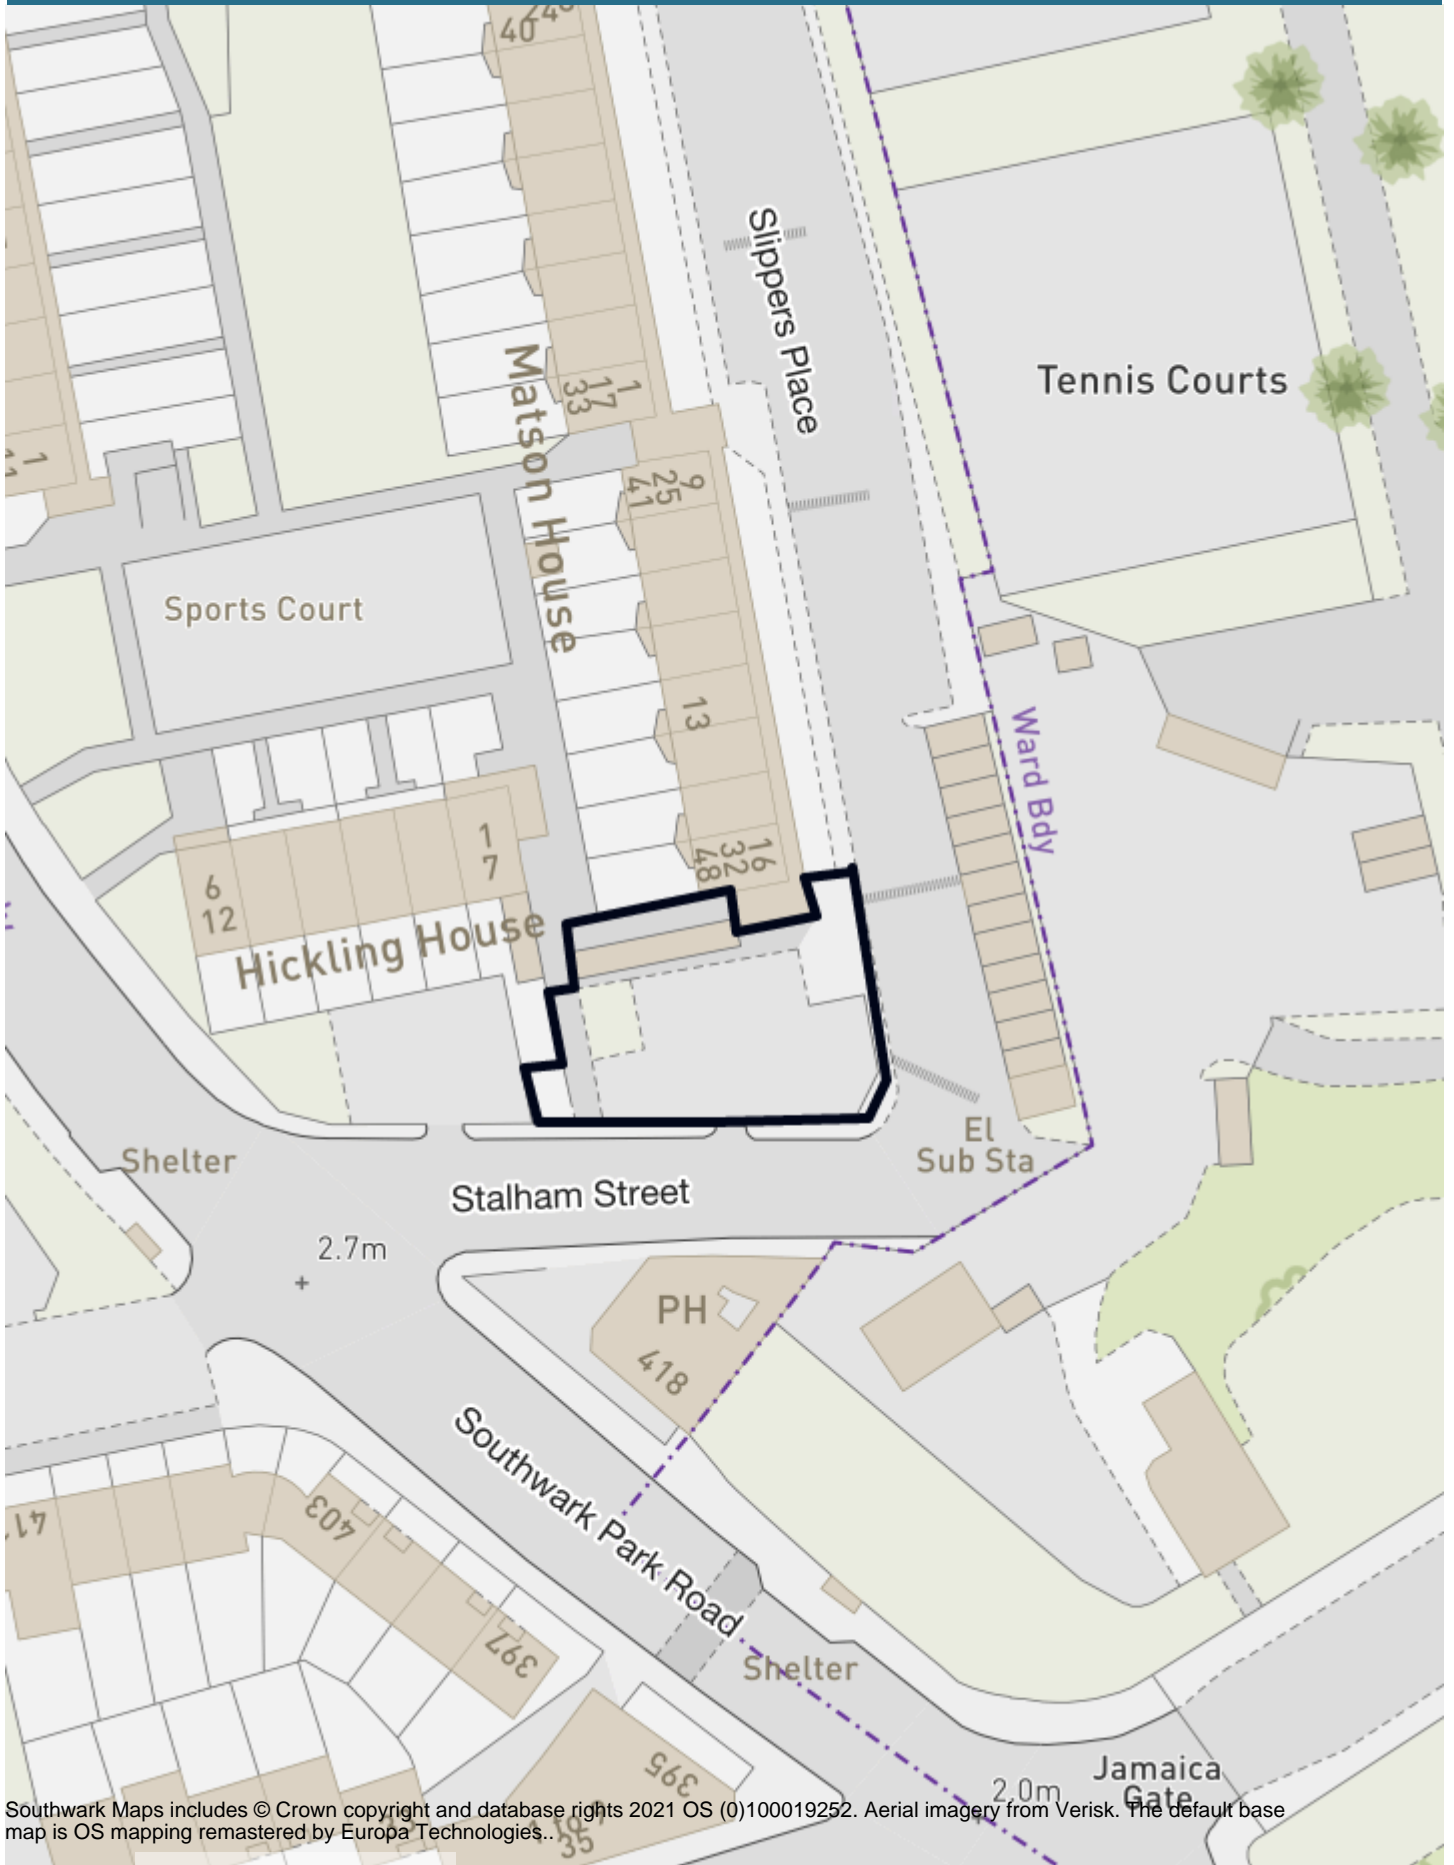 40
Slippers Place
Tennis Courts
1
17
33
Matson House
1
11
9
25
41
Sports Court
13
Ward Bdy
16
32
48
1
7
6
12
Hickling House
El
Sub Sta
Shelter
Stalham Street
2.7m
PH
418
Southwark Park Road
403
397
Shelter
395
Jamaica
Gate
2.0m
35
Southwark Maps includes © Crown copyright and database rights 2021 OS (0)100019252. Aerial imagery from Verisk. The default base
map is OS mapping remastered by Europa Technologies..